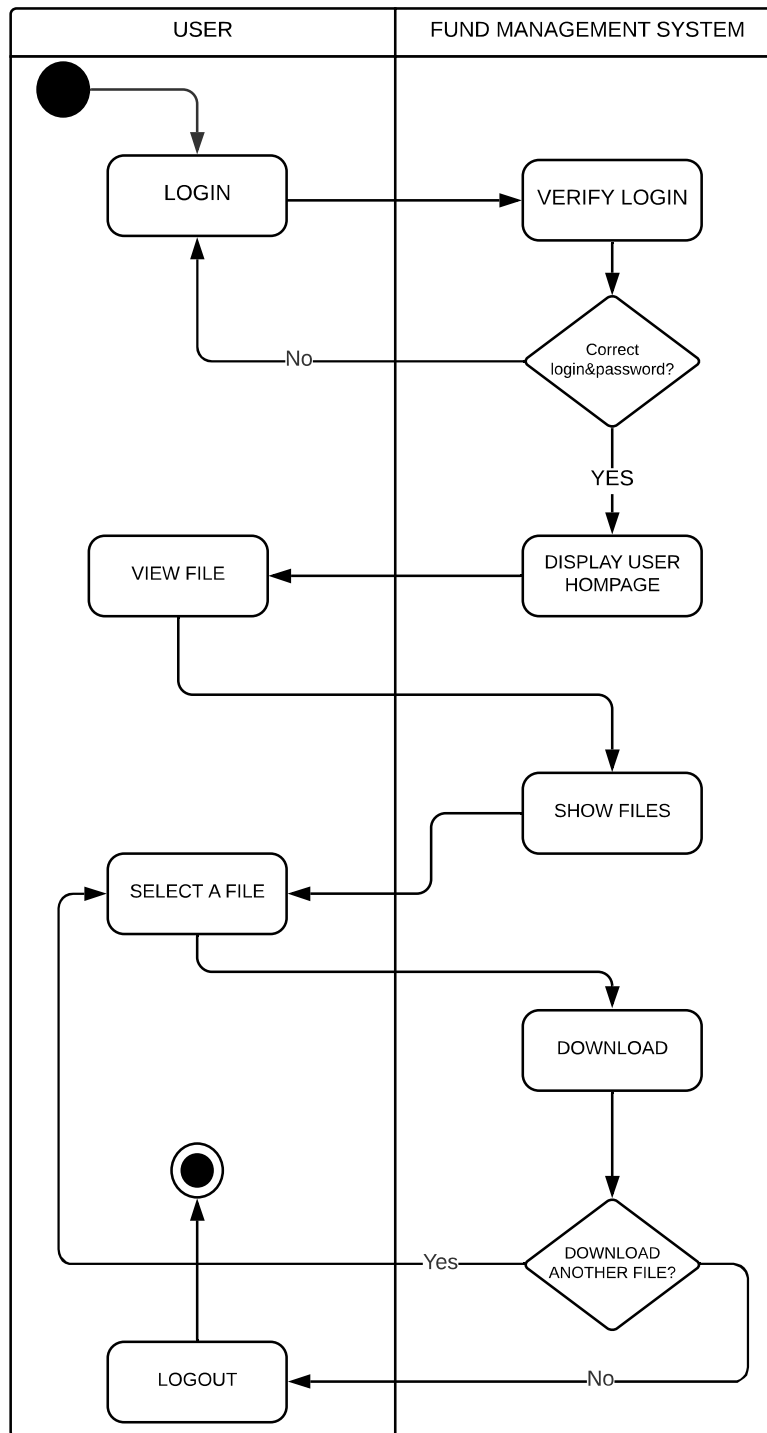 USER
FUND MANAGEMENT SYSTEM
LOGIN
VERIFY LOGIN
Correct
login&password?
No
YES
DISPLAY USER
HOMPAGE
VIEW FILE
SHOW FILES
SELECT A FILE
DOWNLOAD
DOWNLOAD
ANOTHER FILE?
Yes
No
LOGOUT